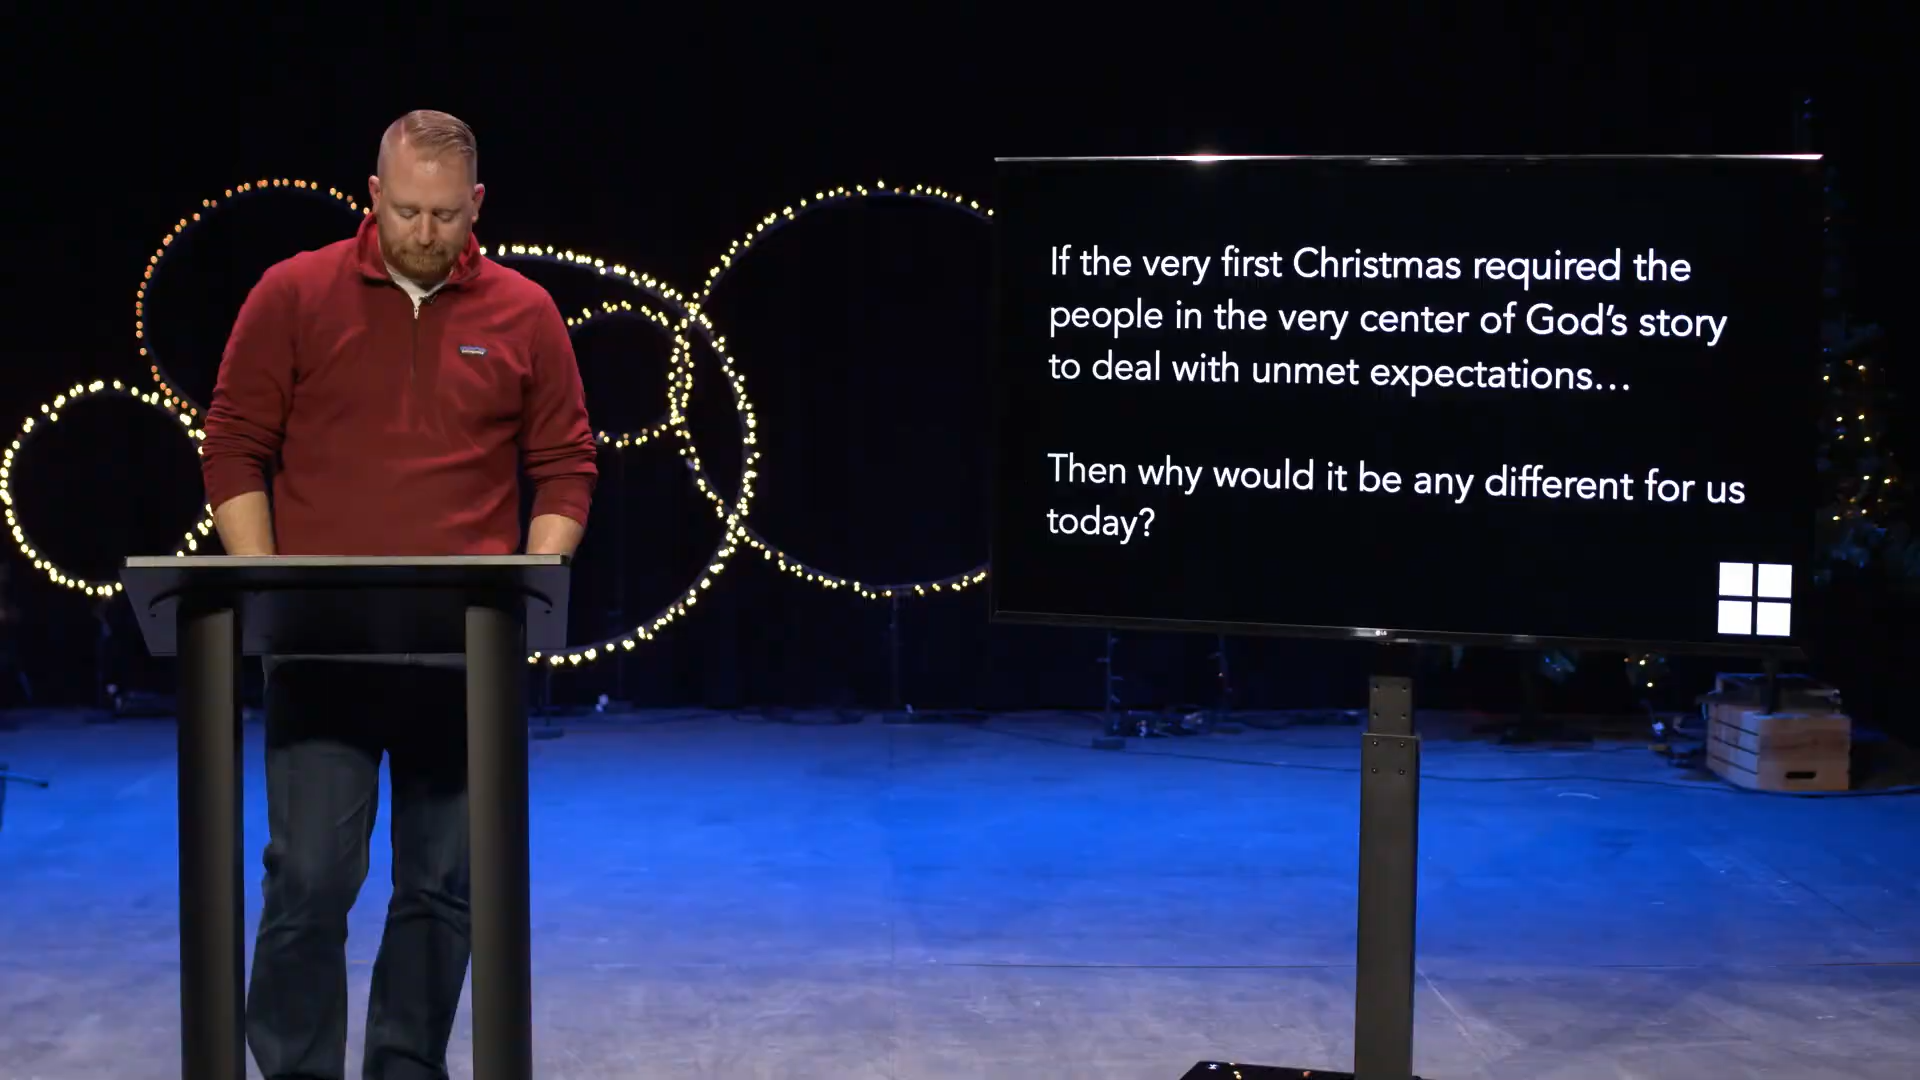 If the very first Christmas required the
people in the very center of God's story
to deal with unmet expectations...
Then why would it be any different for us
today?